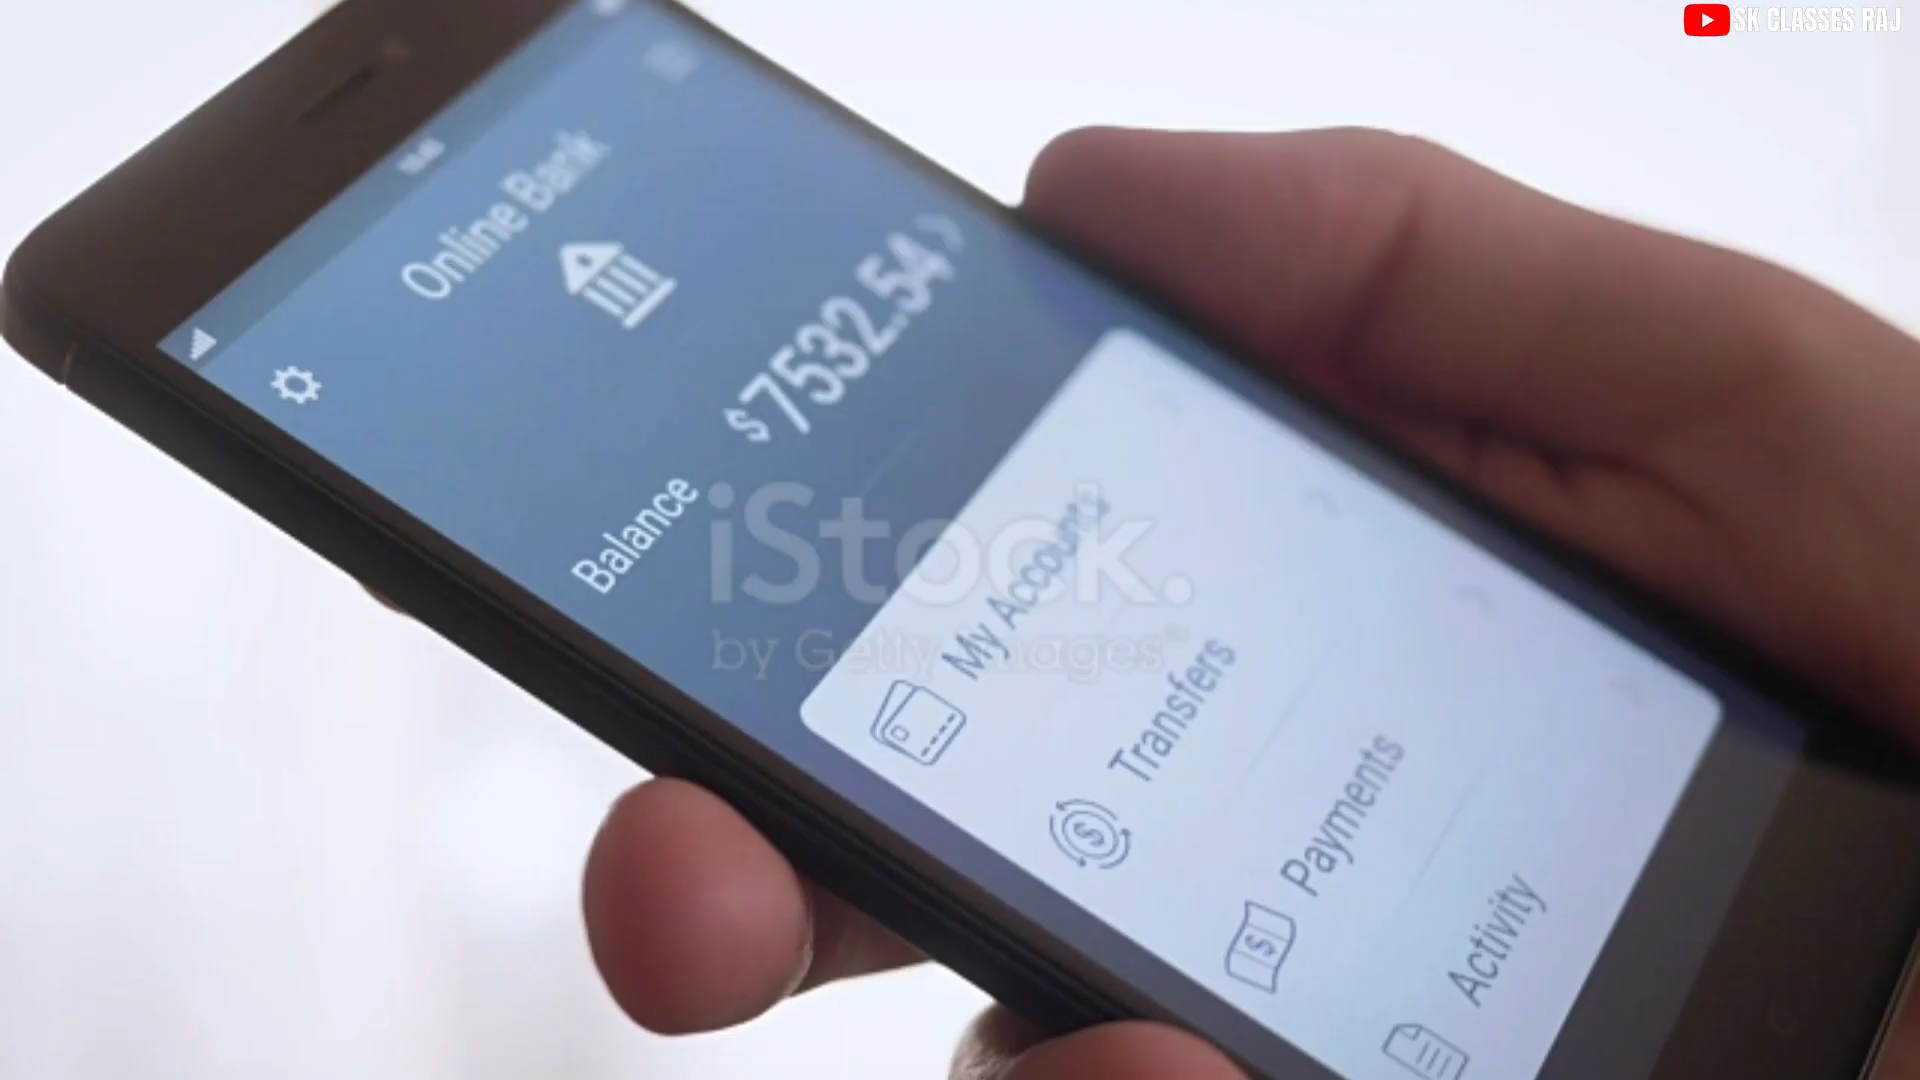 SK CLASSES RAJ
Online Bank
Balance
$7532.54
iStock.
by Getty Images
My Accounts
Transfers
Payments
Activity